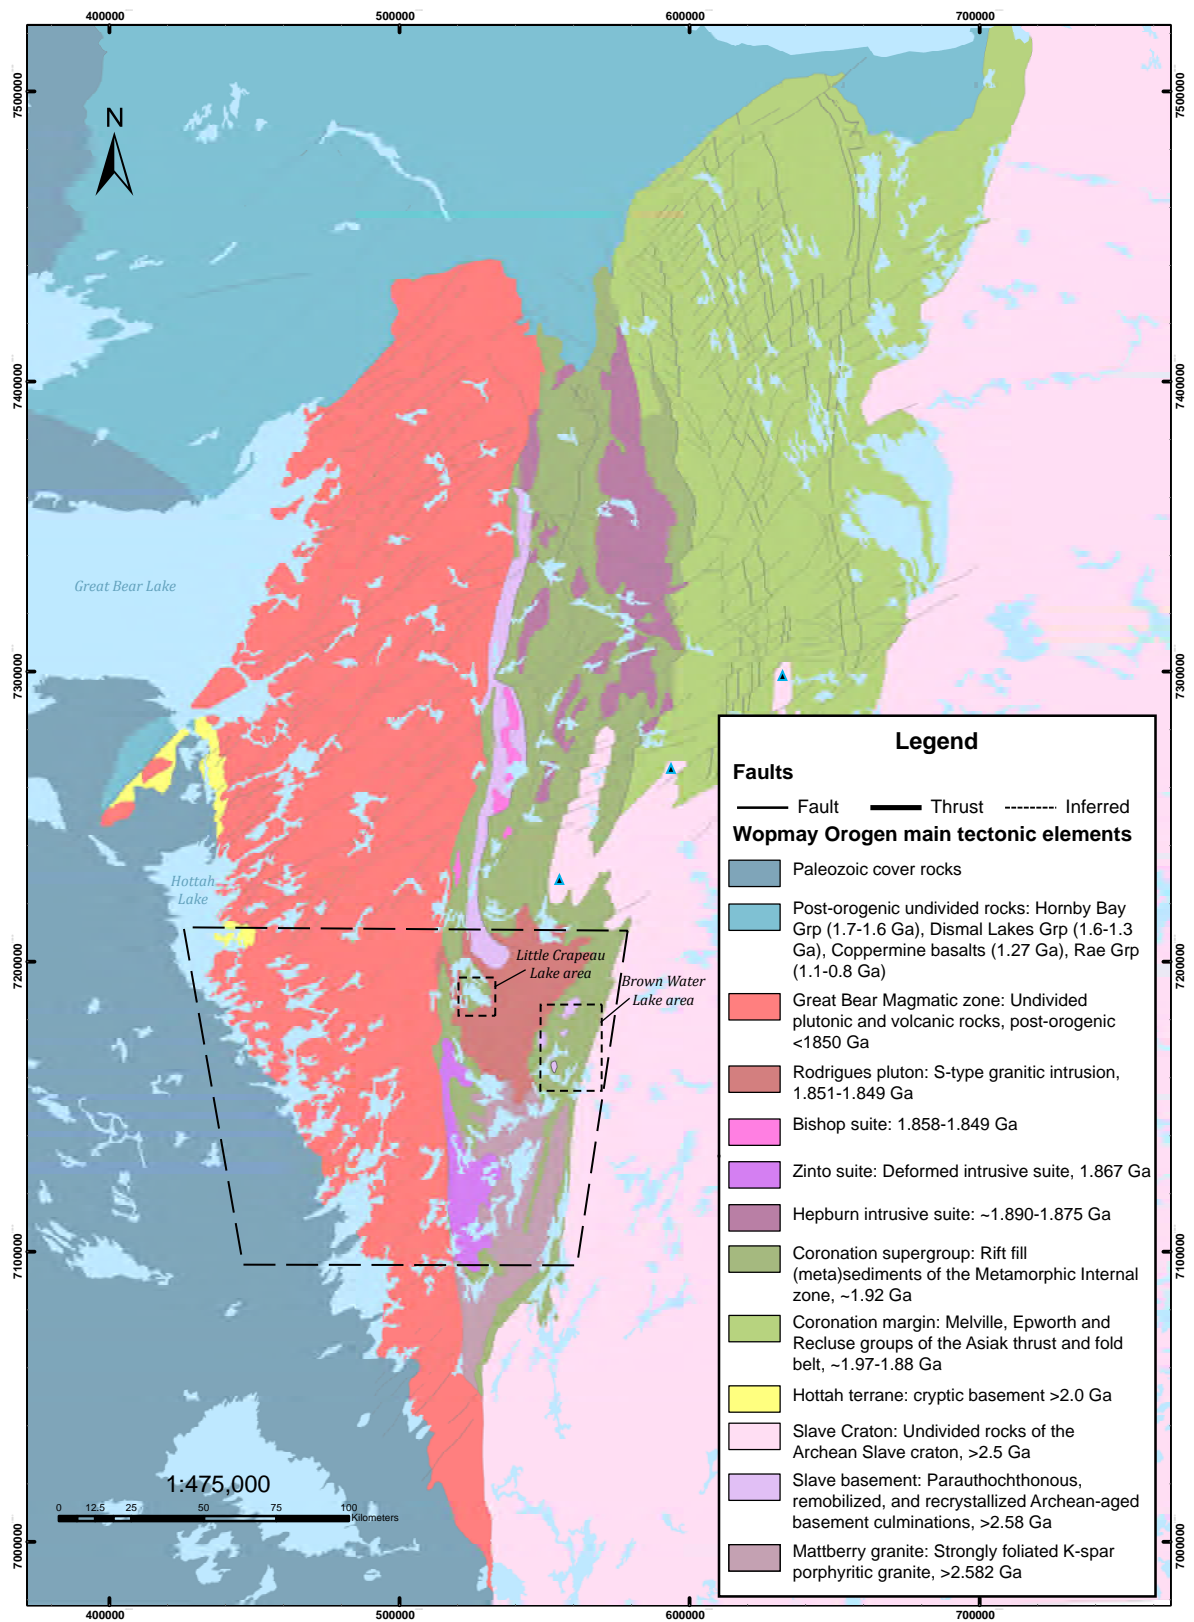 400000
500000
600000
700000
7500000
7500000
N
7400000
7400000
Great Bear Lake
7300000
7300000
Hottah
Lake
7200000
7200000
Little Crapeau
Lake area
Brown Water
Lake area
7100000
7100000
1:475,000
0 12.5 25 50 75 100
Kilometers
7000000
7000000
400000
500000
600000
700000
Legend
Faults
Fault Thrust Inferred
Wopmay Orogen main tectonic elements
Paleozoic cover rocks
Post-orogenic undivided rocks: Hornby Bay
Grp (1.7-1.6 Ga), Dismal Lakes Grp (1.6-1.3
Ga), Coppermine basalts (1.27 Ga), Rae Grp
(1.1-0.8 Ga)
Great Bear Magmatic zone: Undivided
plutonic and volcanic rocks, post-orogenic
<1850 Ga
Rodrigues pluton: S-type granitic intrusion,
1.851-1.849 Ga
Bishop suite: 1.858-1.849 Ga
Zinto suite: Deformed intrusive suite, 1.867 Ga
Hepburn intrusive suite: ~1.890-1.875 Ga
Coronation supergroup: Rift fill
(meta)sediments of the Metamorphic Internal
zone, ~1.92 Ga
Coronation margin: Melville, Epworth and
Recluse groups of the Asiak thrust and fold
belt, ~1.97-1.88 Ga
Hottah terrane: cryptic basement >2.0 Ga
Slave Craton: Undivided rocks of the
Archean Slave craton, >2.5 Ga
Slave basement: Parauthochthonous,
remobilized, and recrystallized Archean-aged
basement culminations, >2.58 Ga
Mattberry granite: Strongly foliated K-spar
porphyritic granite, >2.582 Ga